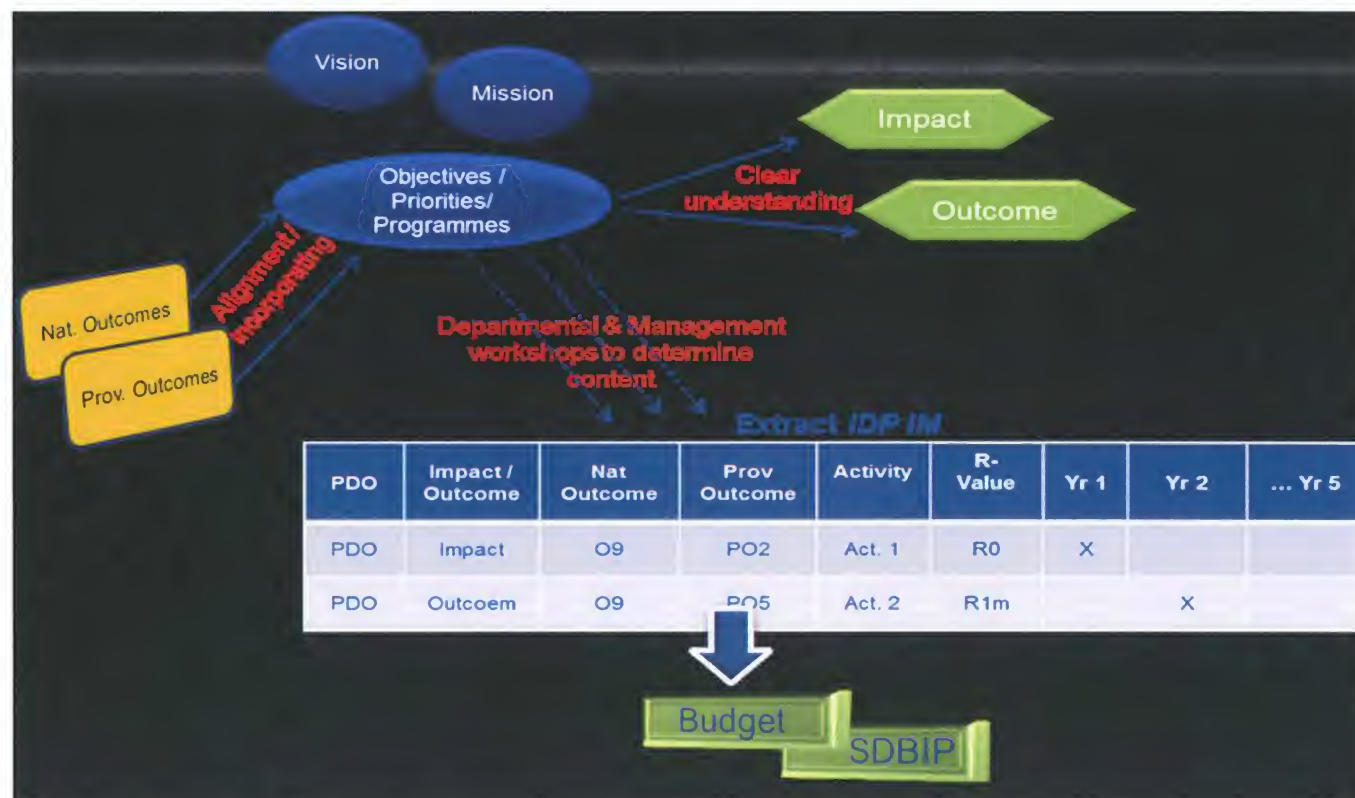 Vision
Mission
Objectives /
Priorities/
Programmes
Impact
Clear
understanding
Outcome
Alignment /
incorporating
Nat. Outcomes
Prov. Outcomes
Departmental & Management
workshops to determine
content
Extract IDP IM
PDO Impact / Outcome Nat Outcome Prov Outcome Activity R-Value Yr 1 Yr 2 ... Yr 5
PDO Impact O9 PO2 Act. 1 R0 X
PDO Outcoem O9 PO5 Act. 2 R1m X
Budget
SDBIP